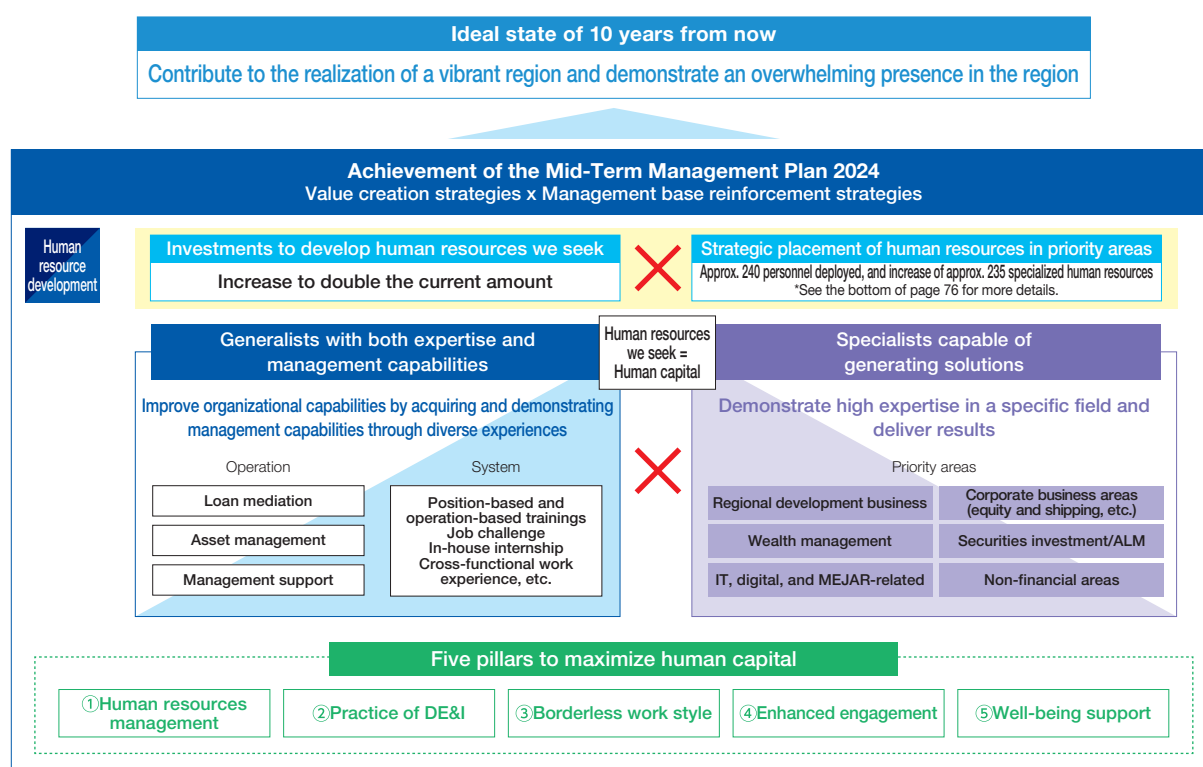 Ideal state of 10 years from now
Contribute to the realization of a vibrant region and demonstrate an overwhelming presence in the region
Achievement of the Mid-Term Management Plan 2024
Value creation strategies x Management base reinforcement strategies
Human
resource
development
Investments to develop human resources we seek
Increase to double the current amount
Strategic placement of human resources in priority areas
Approx. 240 personnel deployed, and increase of approx. 235 specialized human resources
*See the bottom of page 76 for more details.
Generalists with both expertise and
management capabilities
Human resources
we seek =
Human capital
Specialists capable of
generating solutions
Improve organizational capabilities by acquiring and demonstrating
management capabilities through diverse experiences
Operation
Loan mediation
Asset management
Management support
System
Position-based and
operation-based trainings
Job challenge
In-house internship
Cross-functional work
experience, etc.
Demonstrate high expertise in a specific field and
deliver results
Priority areas
Regional development business
Corporate business areas
(equity and shipping, etc.)
Wealth management
Securities investment/ALM
IT, digital, and MEJAR-related
Non-financial areas
Five pillars to maximize human capital
①Human resources
management
②Practice of DE&I
③Borderless work style
④Enhanced engagement
⑤Well-being support